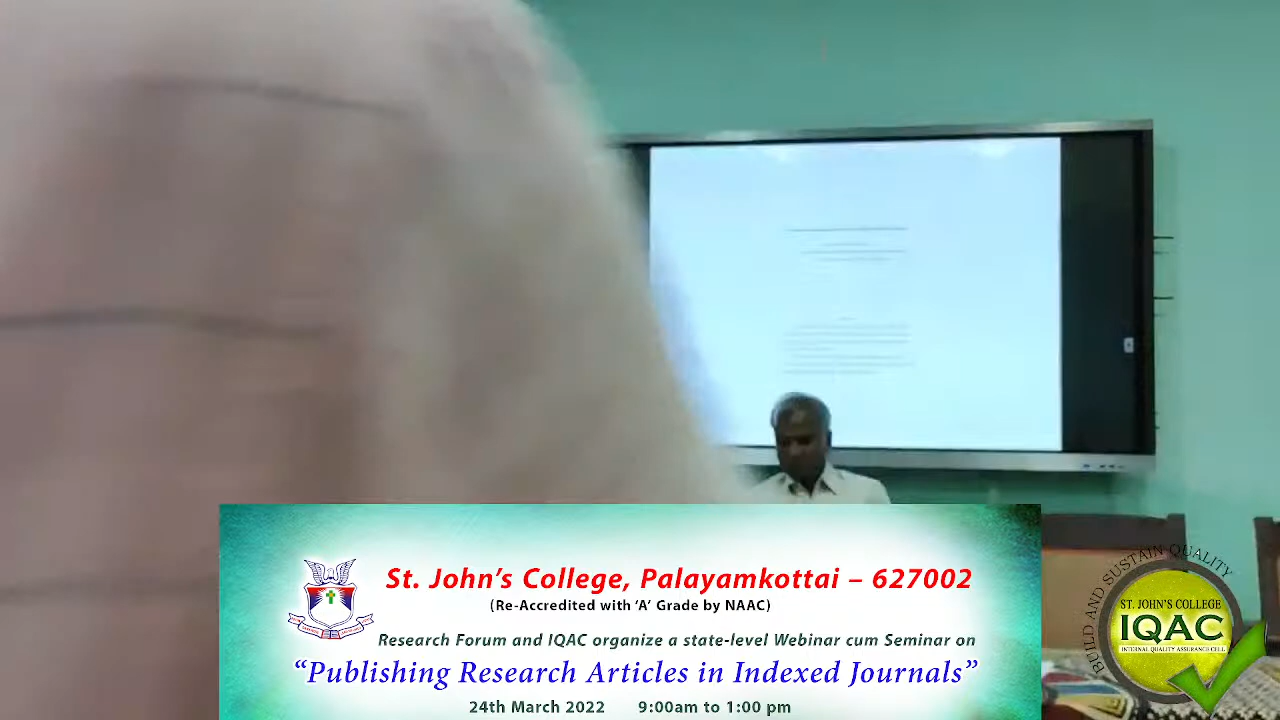 St. John's College, Palayamkottai – 627002
(Re-Accredited with 'A' Grade by NAAC)
Research Forum and IQAC organize a state-level Webinar cum Seminar on
“Publishing Research Articles in Indexed Journals”
24th March 2022 9:00am to 1:00 pm
BUILD AND SUSTAIN QUALITY
ST. JOHN'S COLLEGE
IQAC
INTERNAL QUALITY ASSURANCE CELL